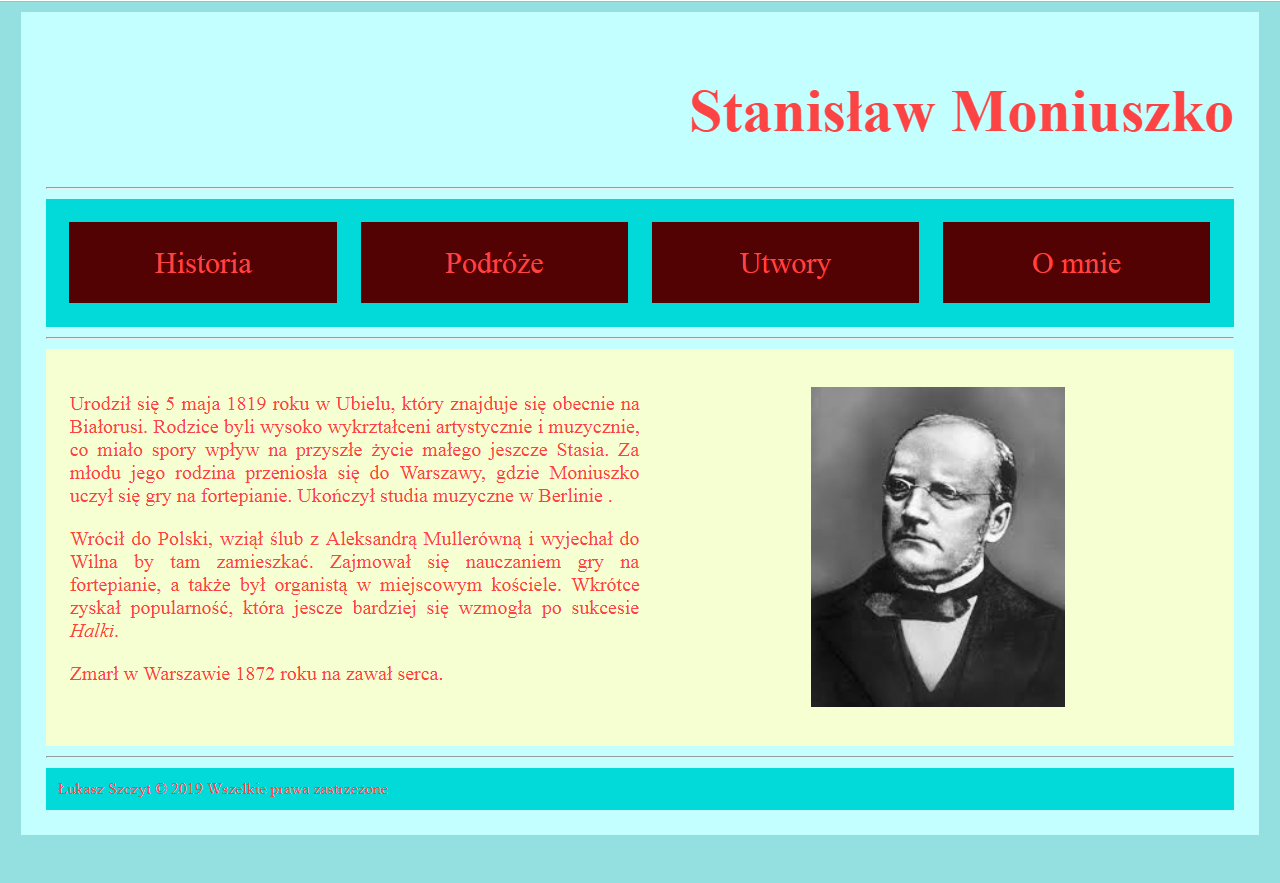 Stanisław Moniuszko
Historia
Podróże
Utwory
O mnie
Urodził się 5 maja 1819 roku w Ubielu, który znajduje się obecnie na
Białorusi. Rodzice byli wysoko wykrztałceni artystycznie i muzycznie,
co miało spory wpływ na przyszłe życie małego jeszcze Stasia. Za
młodu jego rodzina przeniosła się do Warszawy, gdzie Moniuszko
uczył się gry na fortepianie. Ukończył studia muzyczne w Berlinie .
Wrócił do Polski, wziął ślub z Aleksandrą Mullerówną i wyjechał do
Wilna by tam zamieszkać. Zajmował się nauczaniem gry na
fortepianie, a także był organistą w miejscowym kościele. Wkrótce
zyskał popularność, która jescze bardziej się wzmogła po sukcesie
Halki.
Zmarł w Warszawie 1872 roku na zawał serca.
Łukasz Szczyt © 2019 Wszelkie prawa zastrzeżone